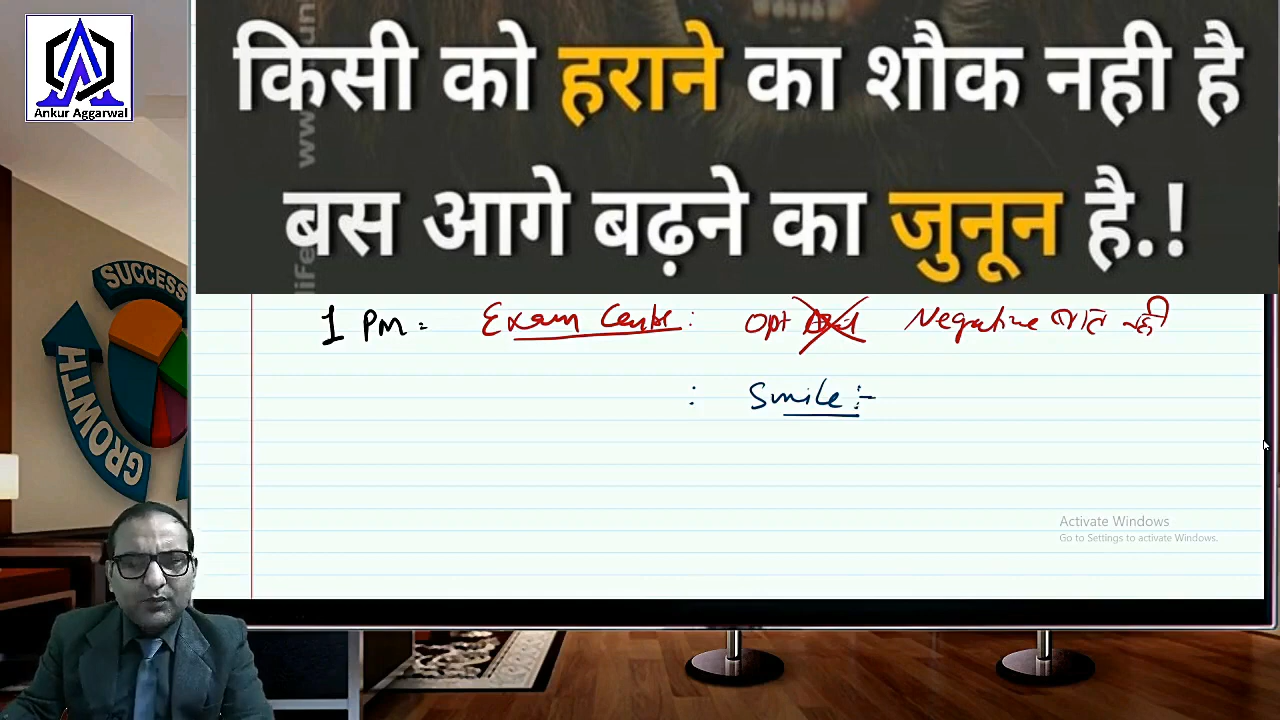 Ankur Aggarwal
किसी को हराने का शौक नही है
बस आगे बढ़ने का जुनून है.!
SUCCESS
GROWTH
1 PM : Exam Centre : Opt Negative बात नहीं
: Smile :-
Activate Windows
Go to Settings to activate Windows.